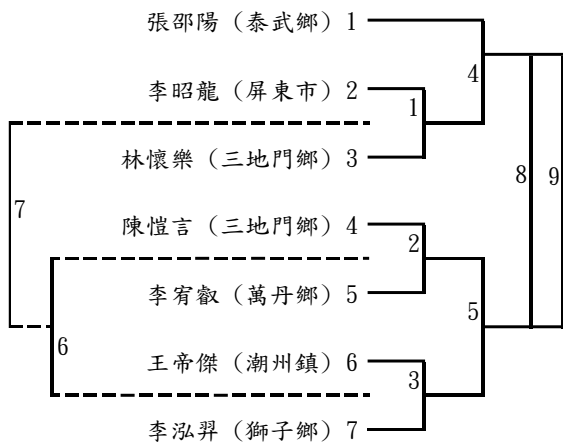 張邵陽（泰武鄉）1
4
李昭龍（屏東市）2
1
林懷樂（三地門鄉）3
8
9
7
陳愷言（三地門鄉）4
2
李宥叡（萬丹鄉）5
5
6
王帝傑（潮州鎮）6
3
李泓羿（獅子鄉）7